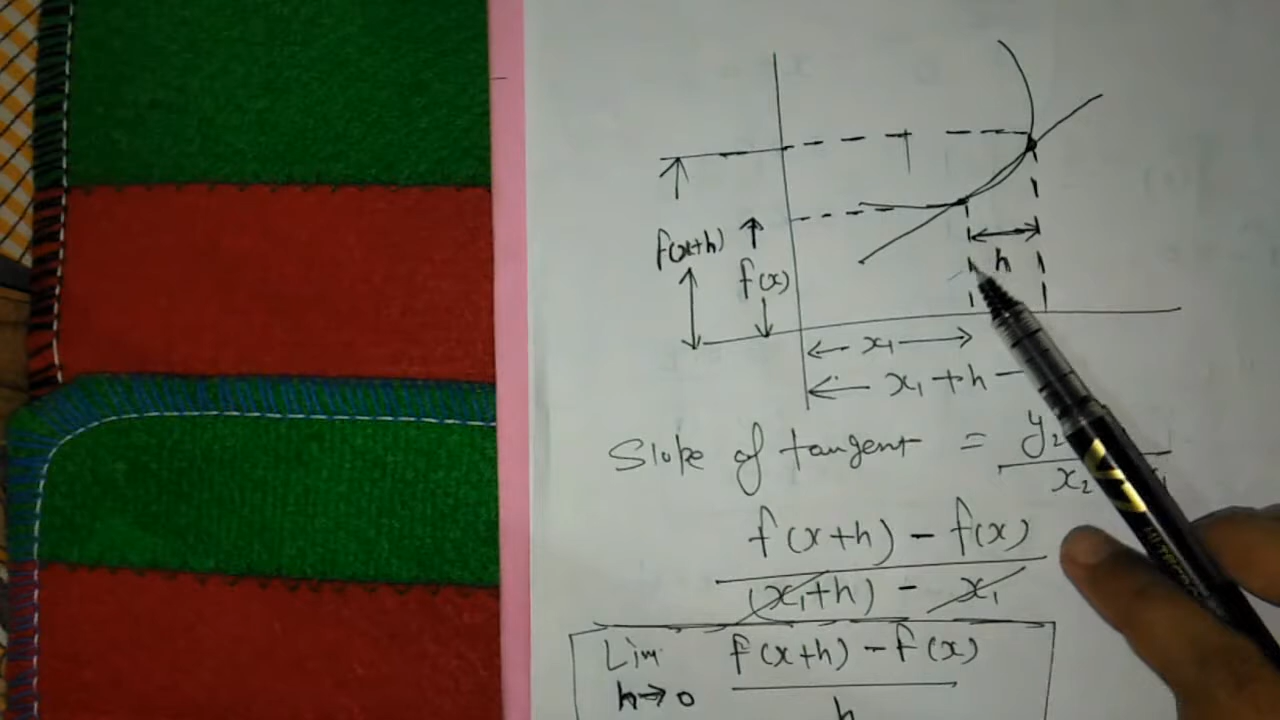 f(x+h)
f(x)
h
x₁
x₁ + h
Slope of tangent = y₂
x₂
f(x+h) - f(x)
(x₁+h) - x₁
Lim f(x+h) - f(x)
h→0 h